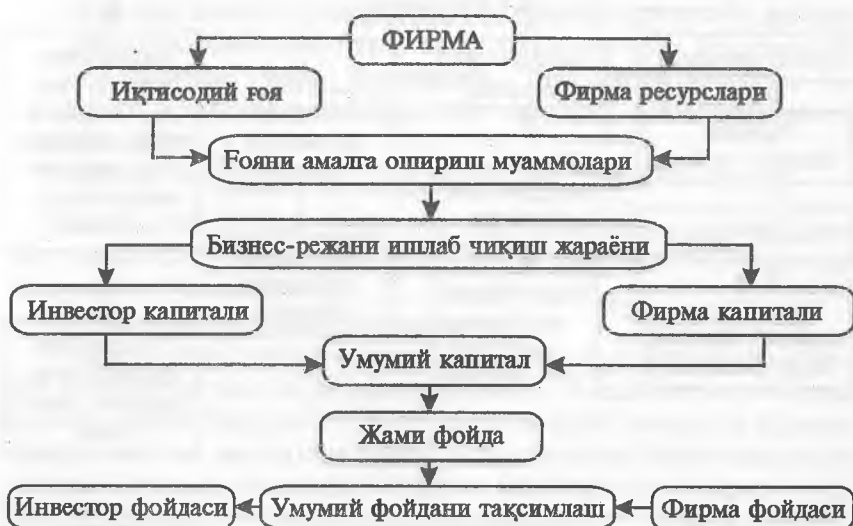 ФИРМА
Иқтисодий ғоя
Фирма ресурслари
Ғояни амалга ошириш муаммолари
Бизнес-режани ишлаб чиқиш жараёни
Инвестор капитали
Фирма капитали
Умумий капитал
Жами фойда
Инвестор фойдаси
Умумий фойдани тақсимлаш
Фирма фойдаси